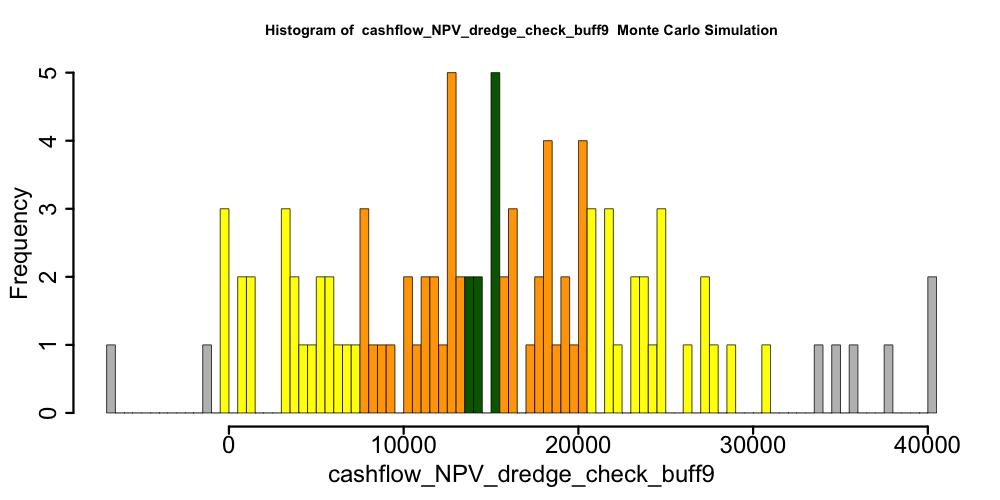 Histogram of cashflow_NPV_dredge_check_buff9 Monte Carlo Simulation
5
4
3
2
1
0
Frequency
0 10000 20000 30000 40000
cashflow_NPV_dredge_check_buff9